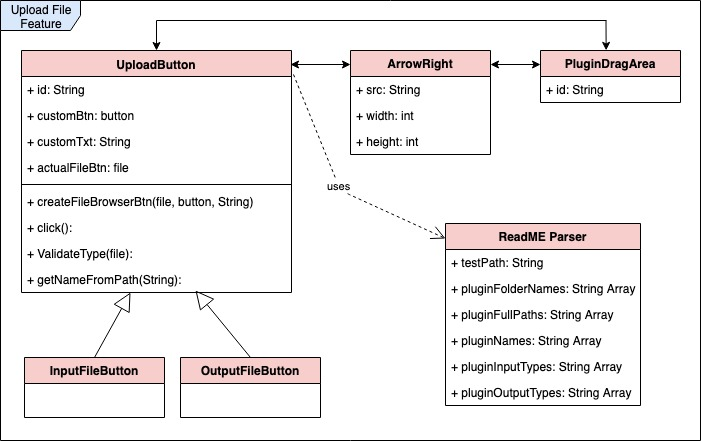 Upload File
Feature
UploadButton
+ id: String
+ customBtn: button
+ customTxt: String
+ actualFileBtn: file
+ createFileBrowserBtn(file, button, String)
+ click():
+ ValidateType(file):
+ getNameFromPath(String):
ArrowRight
+ src: String
+ width: int
+ height: int
PluginDragArea
+ id: String
uses
ReadME Parser
+ testPath: String
+ pluginFolderNames: String Array
+ pluginFullPaths: String Array
+ pluginNames: String Array
+ pluginInputTypes: String Array
+ pluginOutputTypes: String Array
InputFileButton
OutputFileButton